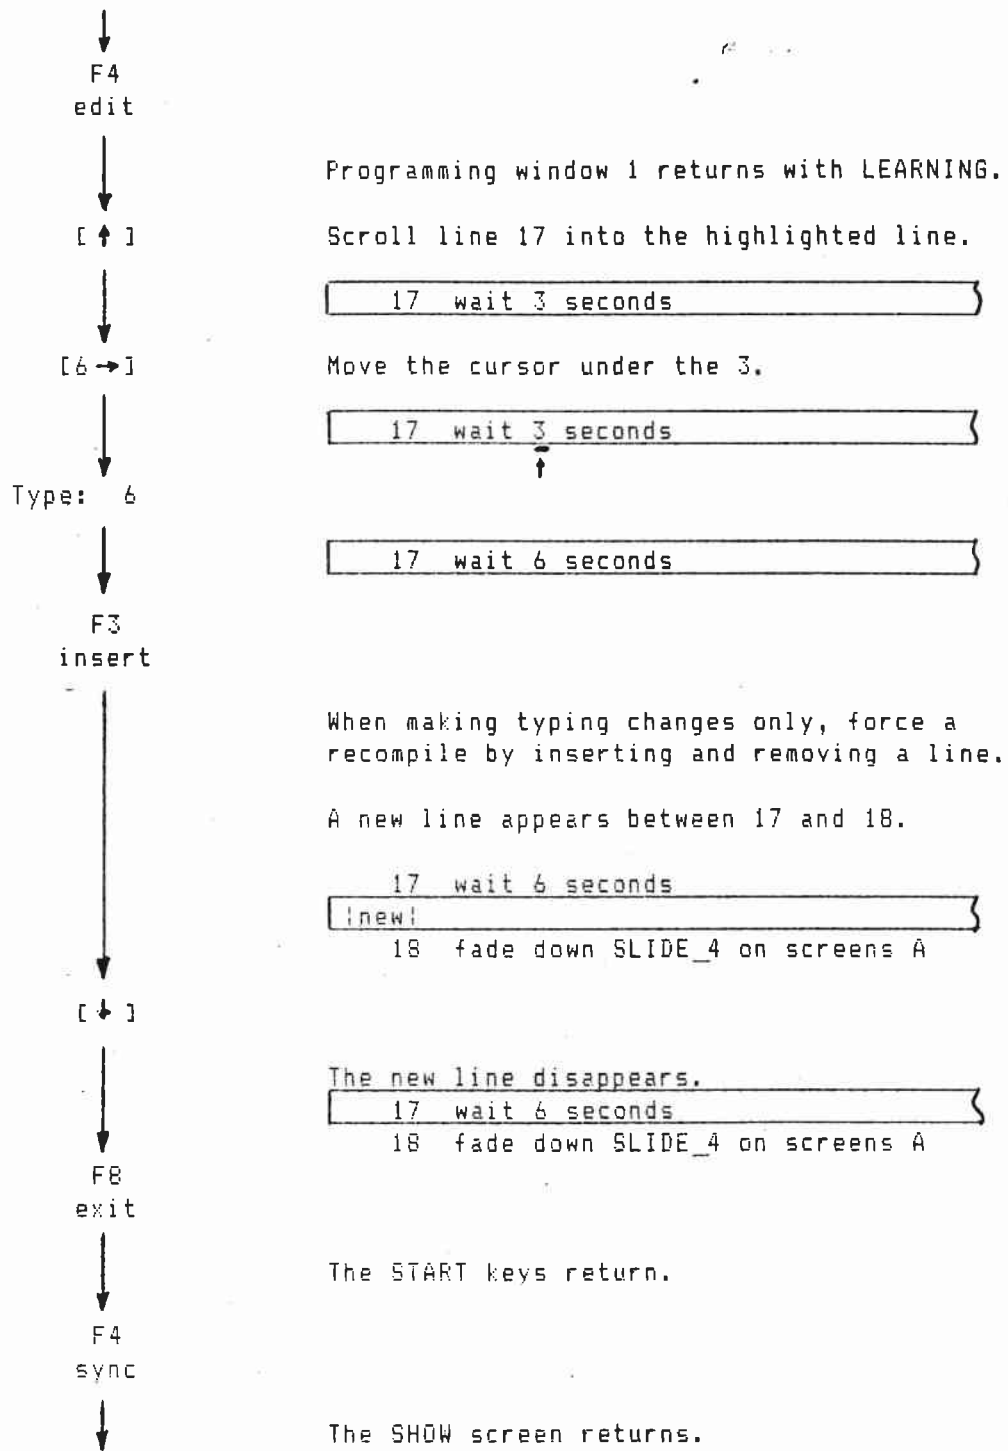 F4
edit
Programming window 1 returns with LEARNING.
[ ↑ ]
Scroll line 17 into the highlighted line.
17 wait 3 seconds
[6 → ]
Move the cursor under the 3.
17 wait 3 seconds
↑
Type: 6
17 wait 6 seconds
F3
insert
When making typing changes only, force a
recompile by inserting and removing a line.
A new line appears between 17 and 18.
17 wait 6 seconds
¦new¦
18 fade down SLIDE_4 on screens A
[ ↓ ]
The new line disappears.
17 wait 6 seconds
18 fade down SLIDE_4 on screens A
F8
exit
The START keys return.
F4
sync
The SHOW screen returns.